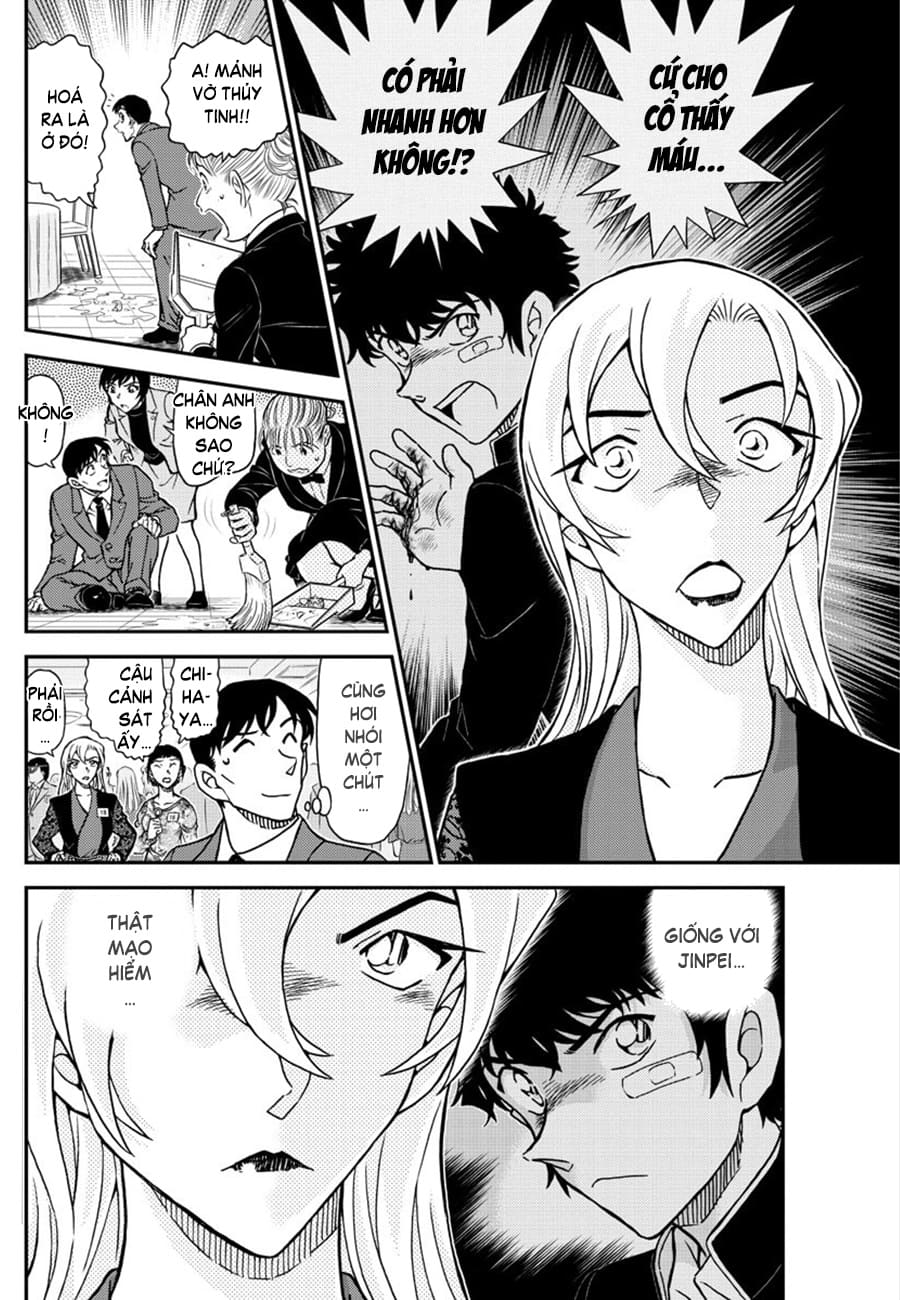 CỨ CHO
CỔ THẤY
MÁU...
CÓ PHẢI
NHANH HƠN
KHÔNG!?
A! MẢNH
VỠ THỦY
TINH!!
HOÁ
RA LÀ
Ở ĐÓ!
CHÂN ANH
KHÔNG
SAO
CHỨ?
KHÔNG
!
CŨNG
HƠI
NHÓI
MỘT
CHÚT
...
CHI-
HA-
YA...
CẬU
CẢNH
SÁT
ẤY...
PHẢI
RỒI
...
GIỐNG VỚI
JINPEI...
THẬT
MẠO
HIỂM
...